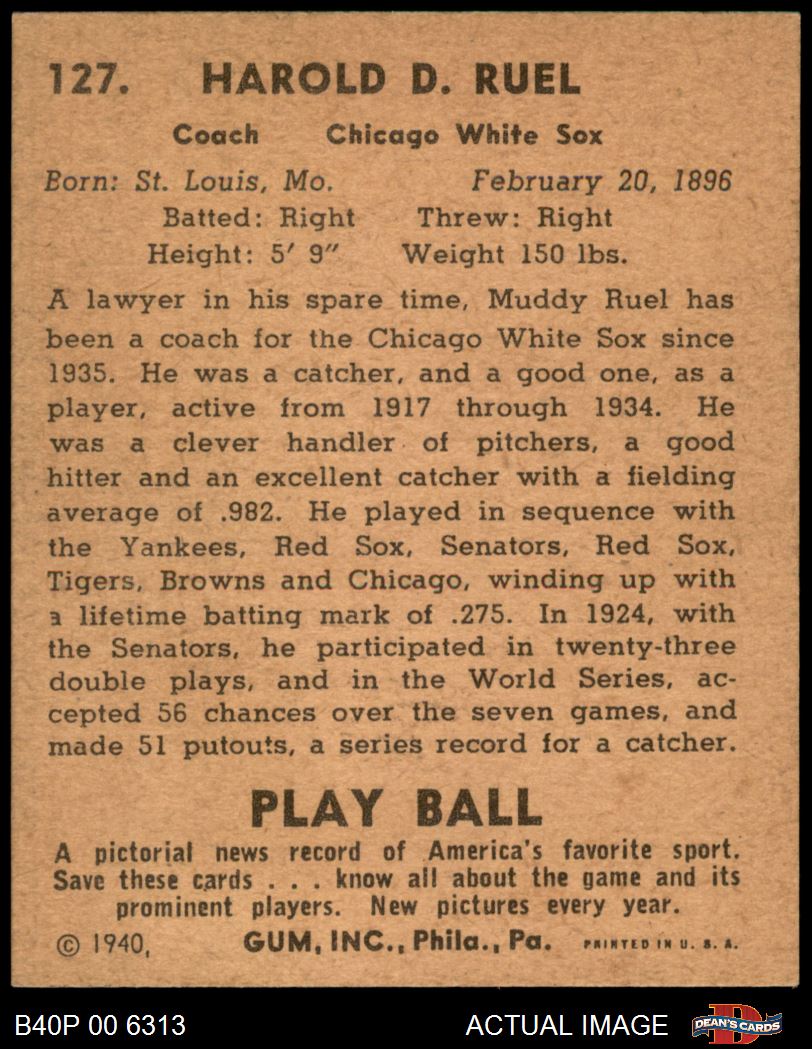 127. HAROLD D. RUEL
Coach Chicago White Sox
Born: St. Louis, Mo. February 20, 1896
Batted: Right Threw: Right
Height: 5′ 9″ Weight 150 lbs.
A lawyer in his spare time, Muddy Ruel has
been a coach for the Chicago White Sox since
1935. He was a catcher, and a good one, as a
player, active from 1917 through 1934. He
was a clever handler of pitchers, a good
hitter and an excellent catcher with a fielding
average of .982. He played in sequence with
the Yankees, Red Sox, Senators, Red Sox,
Tigers, Browns and Chicago, winding up with
a lifetime batting mark of .275. In 1924, with
the Senators, he participated in twenty-three
double plays, and in the World Series, ac-
cepted 56 chances over the seven games, and
made 51 putouts, a series record for a catcher.
PLAY BALL
A pictorial news record of America's favorite sport.
Save these cards . . . know all about the game and its
prominent players. New pictures every year.
© 1940, GUM, INC., Phila., Pa. PRINTED IN U. S. A.
B40P 00 6313 ACTUAL IMAGE DEAN'S CARDS